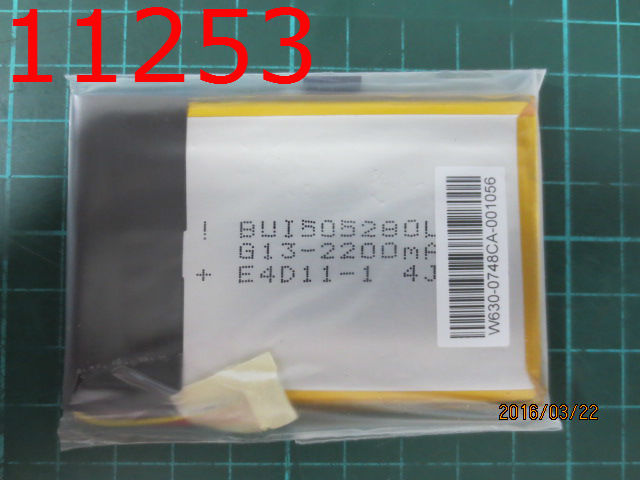 11253
! BUI505280L
G13-2200mA
+ E4D11-1 4J
W630-0748CA-001056
2016/03/22